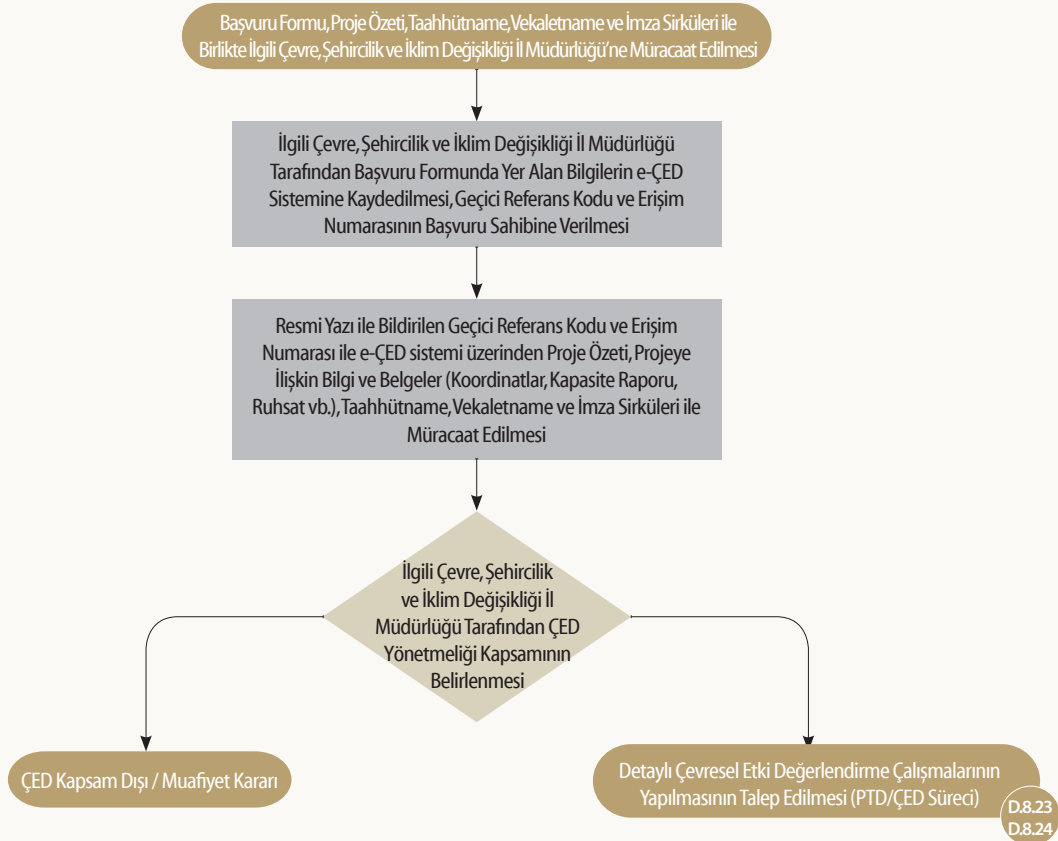 Başvuru Formu, Proje Özeti, Taahhütname, Vekaletname ve İmza Sirküleri ile
Birlikte İlgili Çevre, Şehircilik ve İklim Değişikliği İl Müdürlüğü'ne Müracaat Edilmesi
İlgili Çevre, Şehircilik ve İklim Değişikliği İl Müdürlüğü
Tarafından Başvuru Formunda Yer Alan Bilgilerin e-ÇED
Sistemine Kaydedilmesi, Geçici Referans Kodu ve Erişim
Numarasının Başvuru Sahibine Verilmesi
Resmi Yazı ile Bildirilen Geçici Referans Kodu ve Erişim
Numarası ile e-ÇED sistemi üzerinden Proje Özeti, Projeye
İlişkin Bilgi ve Belgeler (Koordinatlar, Kapasite Raporu,
Ruhsat vb.), Taahhütname, Vekaletname ve İmza Sirküleri ile
Müracaat Edilmesi
İlgili Çevre, Şehircilik
ve İklim Değişikliği İl
Müdürlüğü Tarafından ÇED
Yönetmeliği Kapsamının
Belirlenmesi
ÇED Kapsam Dışı / Muafiyet Kararı
Detaylı Çevresel Etki Değerlendirme Çalışmalarının
Yapılmasının Talep Edilmesi (PTD/ÇED Süreci)
D.8.23
D.8.24